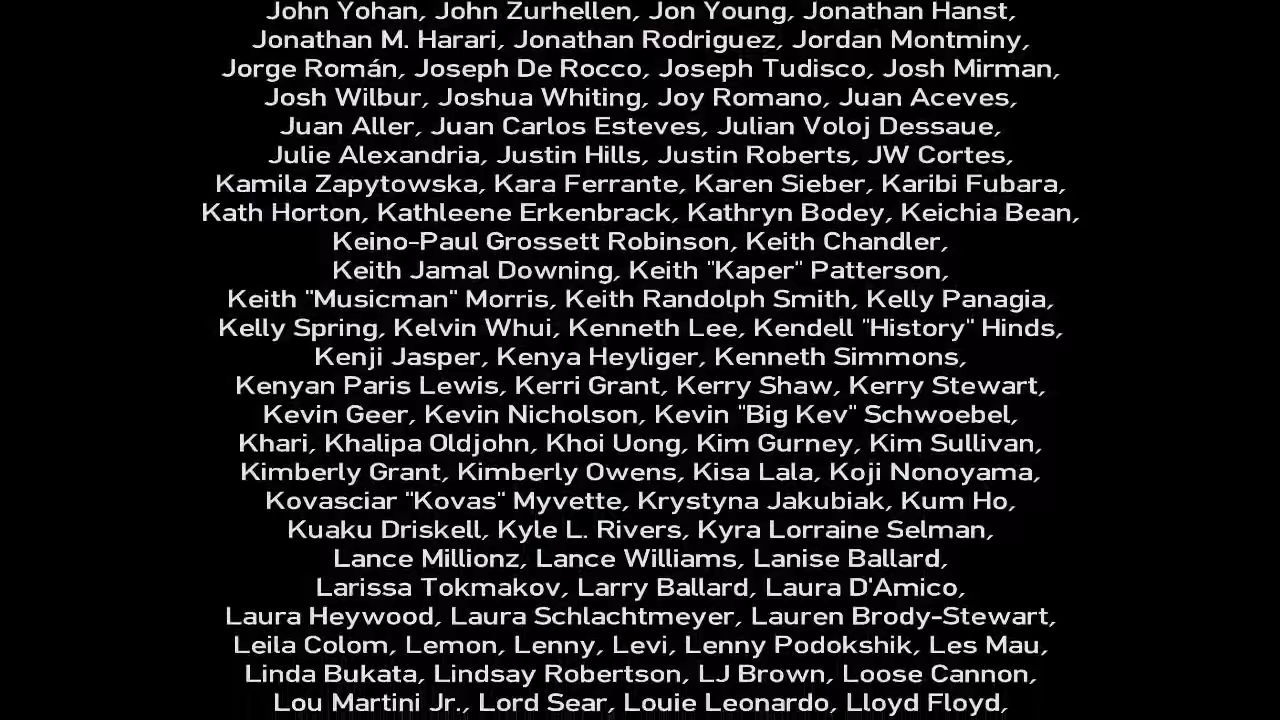 John Yohan, John Zurhellen, Jon Young, Jonathan Hanst,
Jonathan M. Harari, Jonathan Rodriguez, Jordan Montminy,
Jorge Román, Joseph De Rocco, Joseph Tudisco, Josh Mirman,
Josh Wilbur, Joshua Whiting, Joy Romano, Juan Aceves,
Juan Aller, Juan Carlos Esteves, Julian Voloj Dessaue,
Julie Alexandria, Justin Hills, Justin Roberts, JW Cortes,
Kamila Zapytowska, Kara Ferrante, Karen Sieber, Karibi Fubara,
Kath Horton, Kathleene Erkenbrack, Kathryn Bodey, Keichia Bean,
Keino-Paul Grossett Robinson, Keith Chandler,
Keith Jamal Downing, Keith "Kaper" Patterson,
Keith "Musicman" Morris, Keith Randolph Smith, Kelly Panagia,
Kelly Spring, Kelvin Whui, Kenneth Lee, Kendell "History" Hinds,
Kenji Jasper, Kenya Heyliger, Kenneth Simmons,
Kenyan Paris Lewis, Kerri Grant, Kerry Shaw, Kerry Stewart,
Kevin Geer, Kevin Nicholson, Kevin "Big Kev" Schwoebel,
Khari, Khalipa Oldjohn, Khoi Uong, Kim Gurney, Kim Sullivan,
Kimberly Grant, Kimberly Owens, Kisa Lala, Koji Nonoyama,
Kovasciar "Kovas" Myvette, Krystyna Jakubiak, Kum Ho,
Kuaku Driskell, Kyle L. Rivers, Kyra Lorraine Selman,
Lance Millionz, Lance Williams, Lanise Ballard,
Larissa Tokmakov, Larry Ballard, Laura D'Amico,
Laura Heywood, Laura Schlachtmeyer, Lauren Brody-Stewart,
Leila Colom, Lemon, Lenny, Levi, Lenny Podokshik, Les Mau,
Linda Bukata, Lindsay Robertson, LJ Brown, Loose Cannon,
Lou Martini Jr., Lord Sear, Louie Leonardo, Lloyd Floyd,